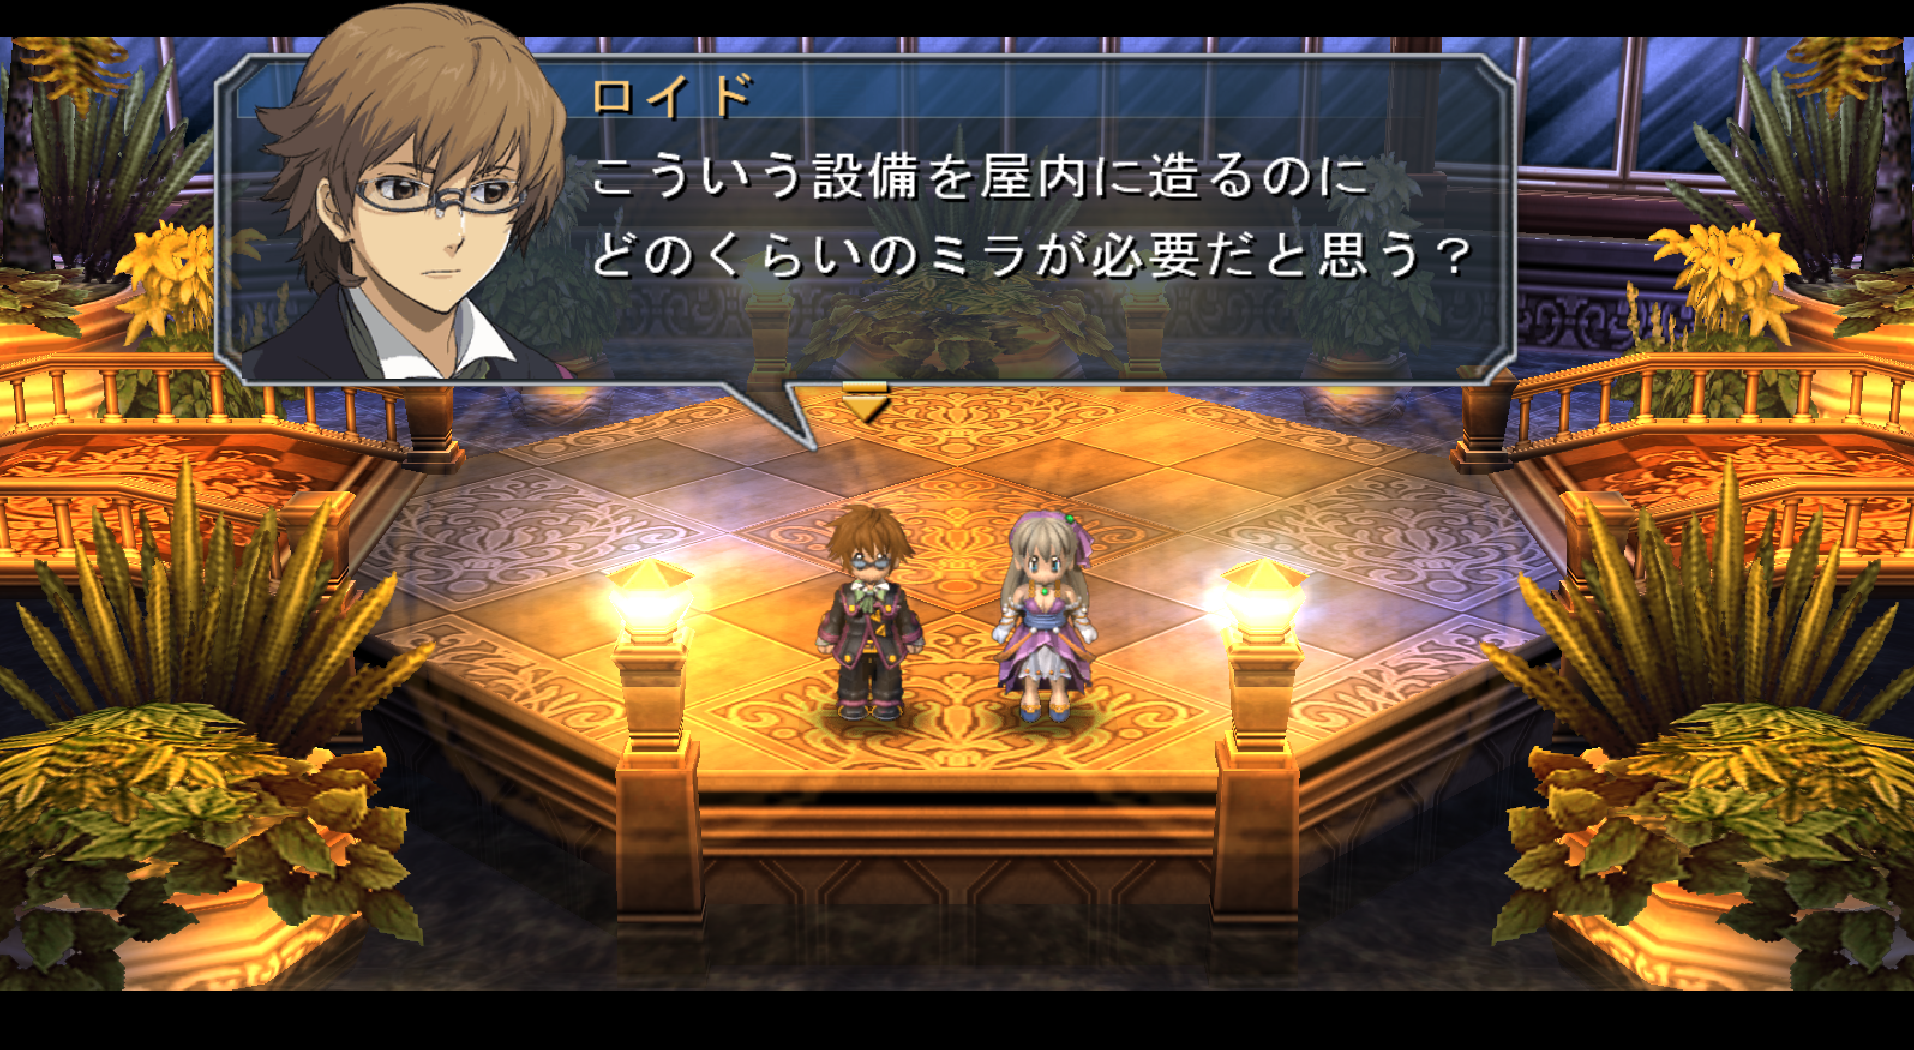 ロイド
こういう設備を屋内に造るのに
どのくらいのミラが必要だと思う？